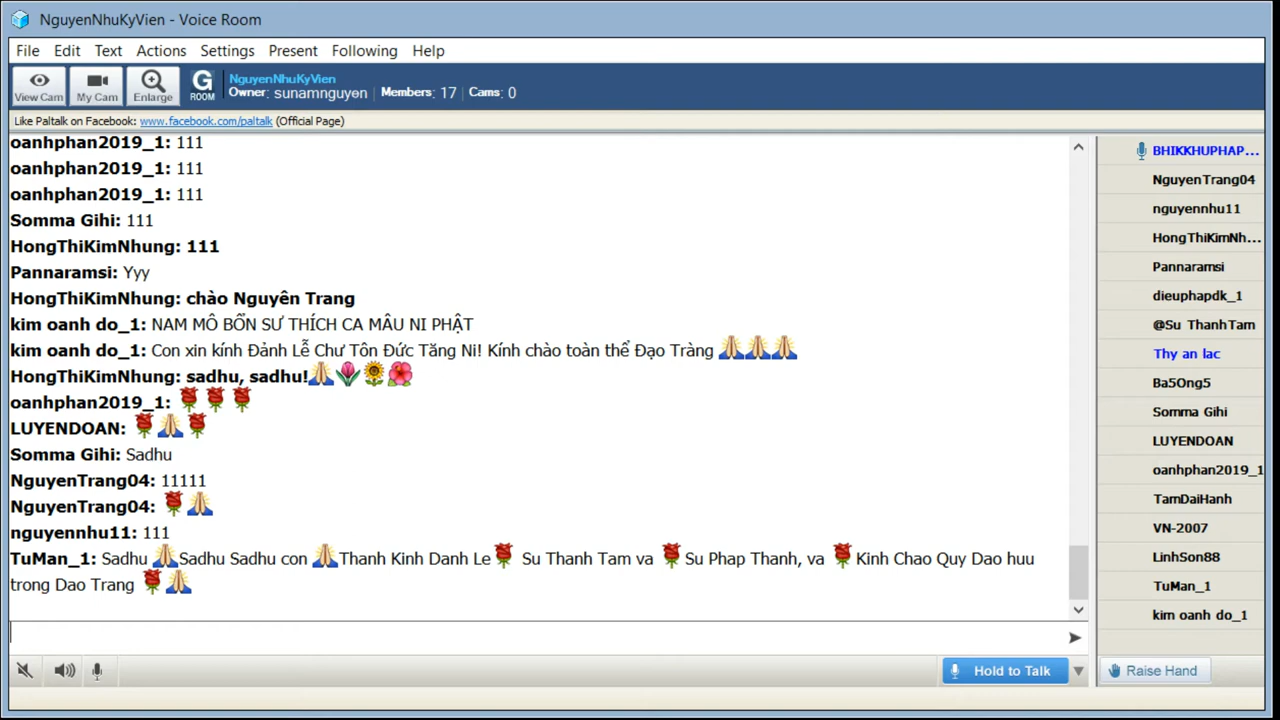 NguyenNhuKyVien - Voice Room
File Edit Text Actions Settings Present Following Help
View Cam My Cam Enlarge G ROOM
NguyenNhuKyVien
Owner: sunamnguyen | Members: 17 | Cams: 0
Like Paltalk on Facebook: www.facebook.com/paltalk (Official Page)
oanhphan2019_1: 111
oanhphan2019_1: 111
oanhphan2019_1: 111
Somma Gihi: 111
HongThiKimNhung: 111
Pannaramsi: Yyy
HongThiKimNhung: chào Nguyên Trang
kim oanh do_1: NAM MÔ BỔN SƯ THÍCH CA MÂU NI PHẬT
kim oanh do_1: Con xin kính Đảnh Lễ Chư Tôn Đức Tăng Ni! Kính chào toàn thể Đạo Tràng 🙏🙏🙏
HongThiKimNhung: sadhu, sadhu!🙏🌷🌻🌺
oanhphan2019_1: 🌹🌹🌹
LUYENDOAN: 🌹🙏🌹
Somma Gihi: Sadhu
NguyenTrang04: 11111
NguyenTrang04: 🌹🙏
nguyennhu11: 111
TuMan_1: Sadhu 🙏Sadhu Sadhu con 🙏Thanh Kinh Danh Le🌹 Su Thanh Tam va 🌹Su Phap Thanh, va 🌹Kinh Chao Quy Dao huu
trong Dao Trang 🌹🙏
Hold to Talk
BHIKKHUPHAP...
NguyenTrang04
nguyennhu11
HongThiKimNh...
Pannaramsi
dieuphapdk_1
@Su ThanhTam
Thy an lac
Ba5Ong5
Somma Gihi
LUYENDOAN
oanhphan2019_1
TamDaiHanh
VN-2007
LinhSon88
TuMan_1
kim oanh do_1
Raise Hand